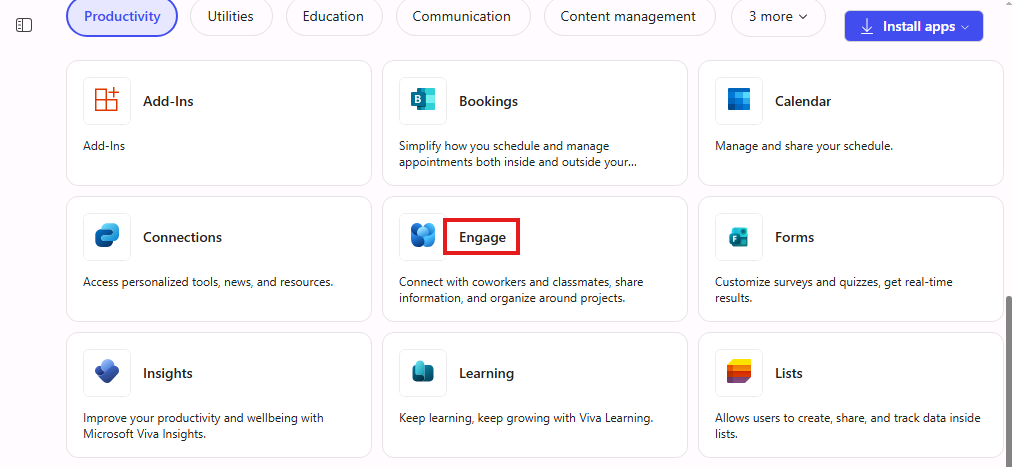 Productivity
Utilities
Education
Communication
Content management
3 more
Install apps
Add-Ins
Add-Ins
Bookings
Simplify how you schedule and manage
appointments both inside and outside your...
Calendar
Manage and share your schedule.
Connections
Access personalized tools, news, and resources.
Engage
Connect with coworkers and classmates, share
information, and organize around projects.
Forms
Customize surveys and quizzes, get real-time
results.
Insights
Improve your productivity and wellbeing with
Microsoft Viva Insights.
Learning
Keep learning, keep growing with Viva Learning.
Lists
Allows users to create, share, and track data inside
lists.